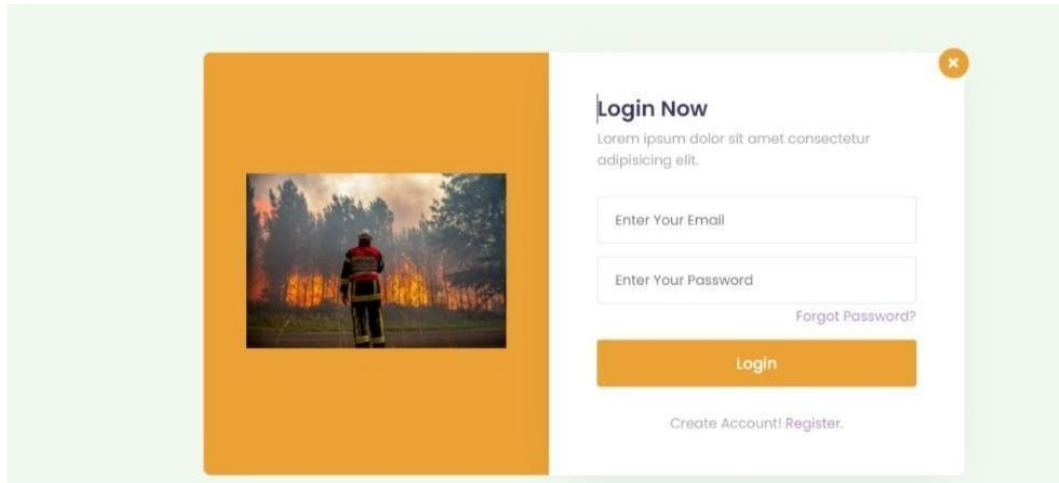 Login Now
Lorem ipsum dolor sit amet consectetur
adipisicing elit.
Enter Your Email
Enter Your Password
Forgot Password?
Login
Create Account! Register.